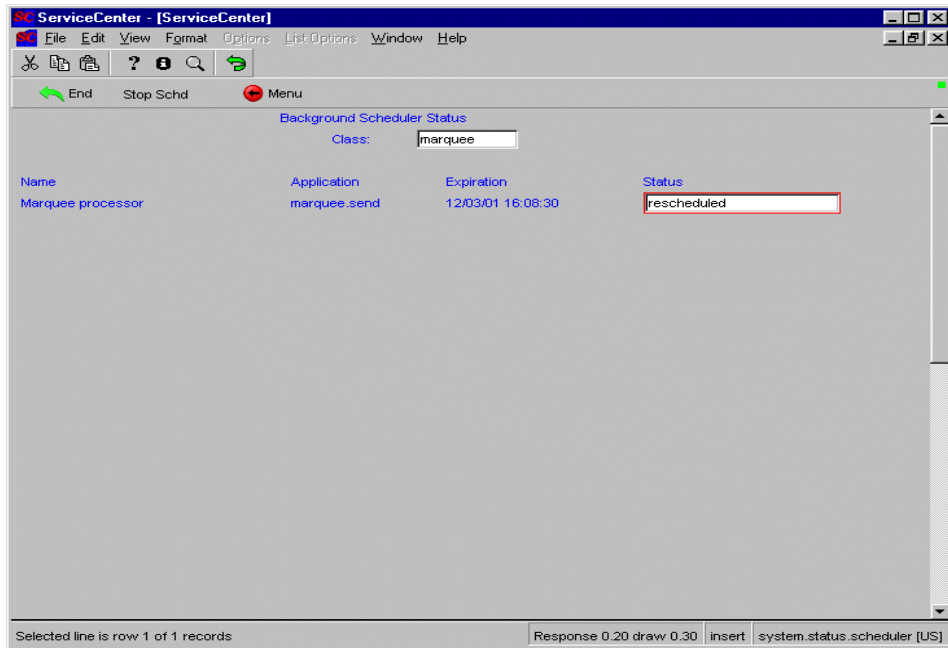 SC ServiceCenter - [ServiceCenter]
SC File Edit View Format Options List Options Window Help
?
End Stop Schd Menu
Background Scheduler Status
Class: marquee
Name Application Expiration Status
Marquee processor marquee.send 12/03/01 16:08:30 rescheduled
Selected line is row 1 of 1 records Response 0.20 draw 0.30 insert system.status.scheduler [US]